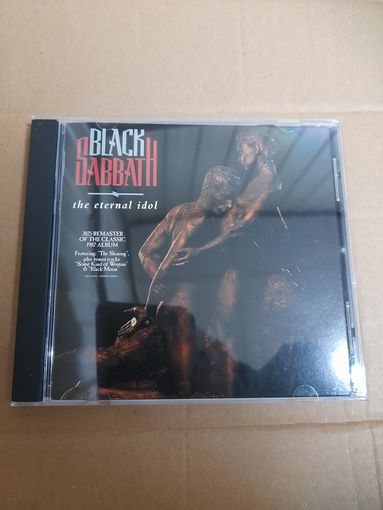 BLACK
SABBATH
the eternal idol
2025 REMASTER
OF THE CLASSIC
1987 ALBUM
Featuring "The Shining",
plus bonus tracks
"Some Kind of Woman"
& "Black Moon"